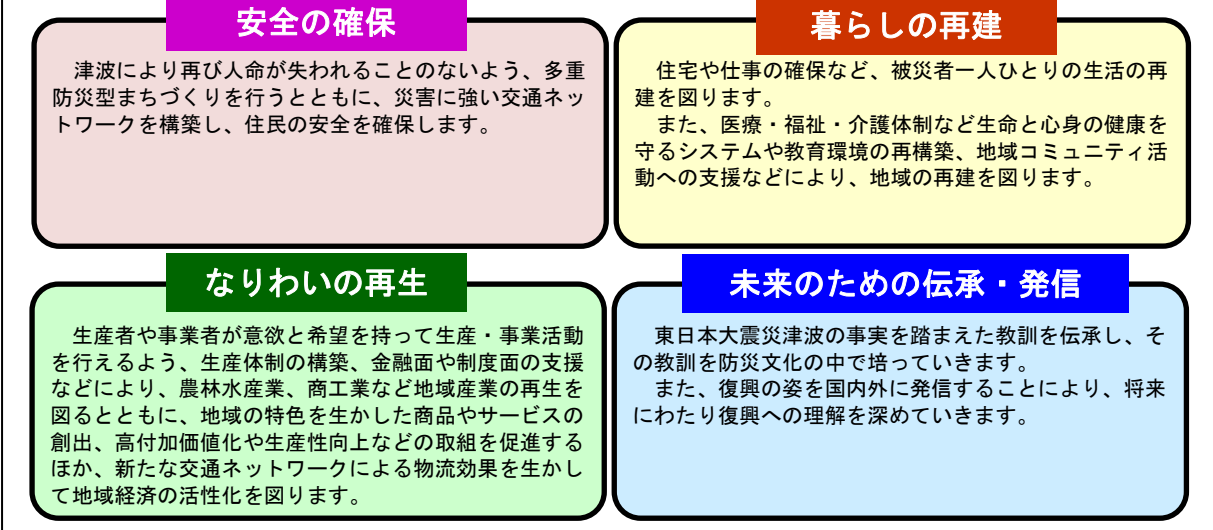 安全の確保
　津波により再び人命が失われることのないよう、多重
防災型まちづくりを行うとともに、災害に強い交通ネッ
トワークを構築し、住民の安全を確保します。
暮らしの再建
　住宅や仕事の確保など、被災者一人ひとりの生活の再
建を図ります。
　また、医療・福祉・介護体制など生命と心身の健康を
守るシステムや教育環境の再構築、地域コミュニティ活
動への支援などにより、地域の再建を図ります。
なりわいの再生
　生産者や事業者が意欲と希望を持って生産・事業活動
を行えるよう、生産体制の構築、金融面や制度面の支援
などにより、農林水産業、商工業など地域産業の再生を
図るとともに、地域の特色を生かした商品やサービスの
創出、高付加価値化や生産性向上などの取組を促進する
ほか、新たな交通ネットワークによる物流効果を生かし
て地域経済の活性化を図ります。
未来のための伝承・発信
　東日本大震災津波の事実を踏まえた教訓を伝承し、そ
の教訓を防災文化の中で培っていきます。
　また、復興の姿を国内外に発信することにより、将来
にわたり復興への理解を深めていきます。